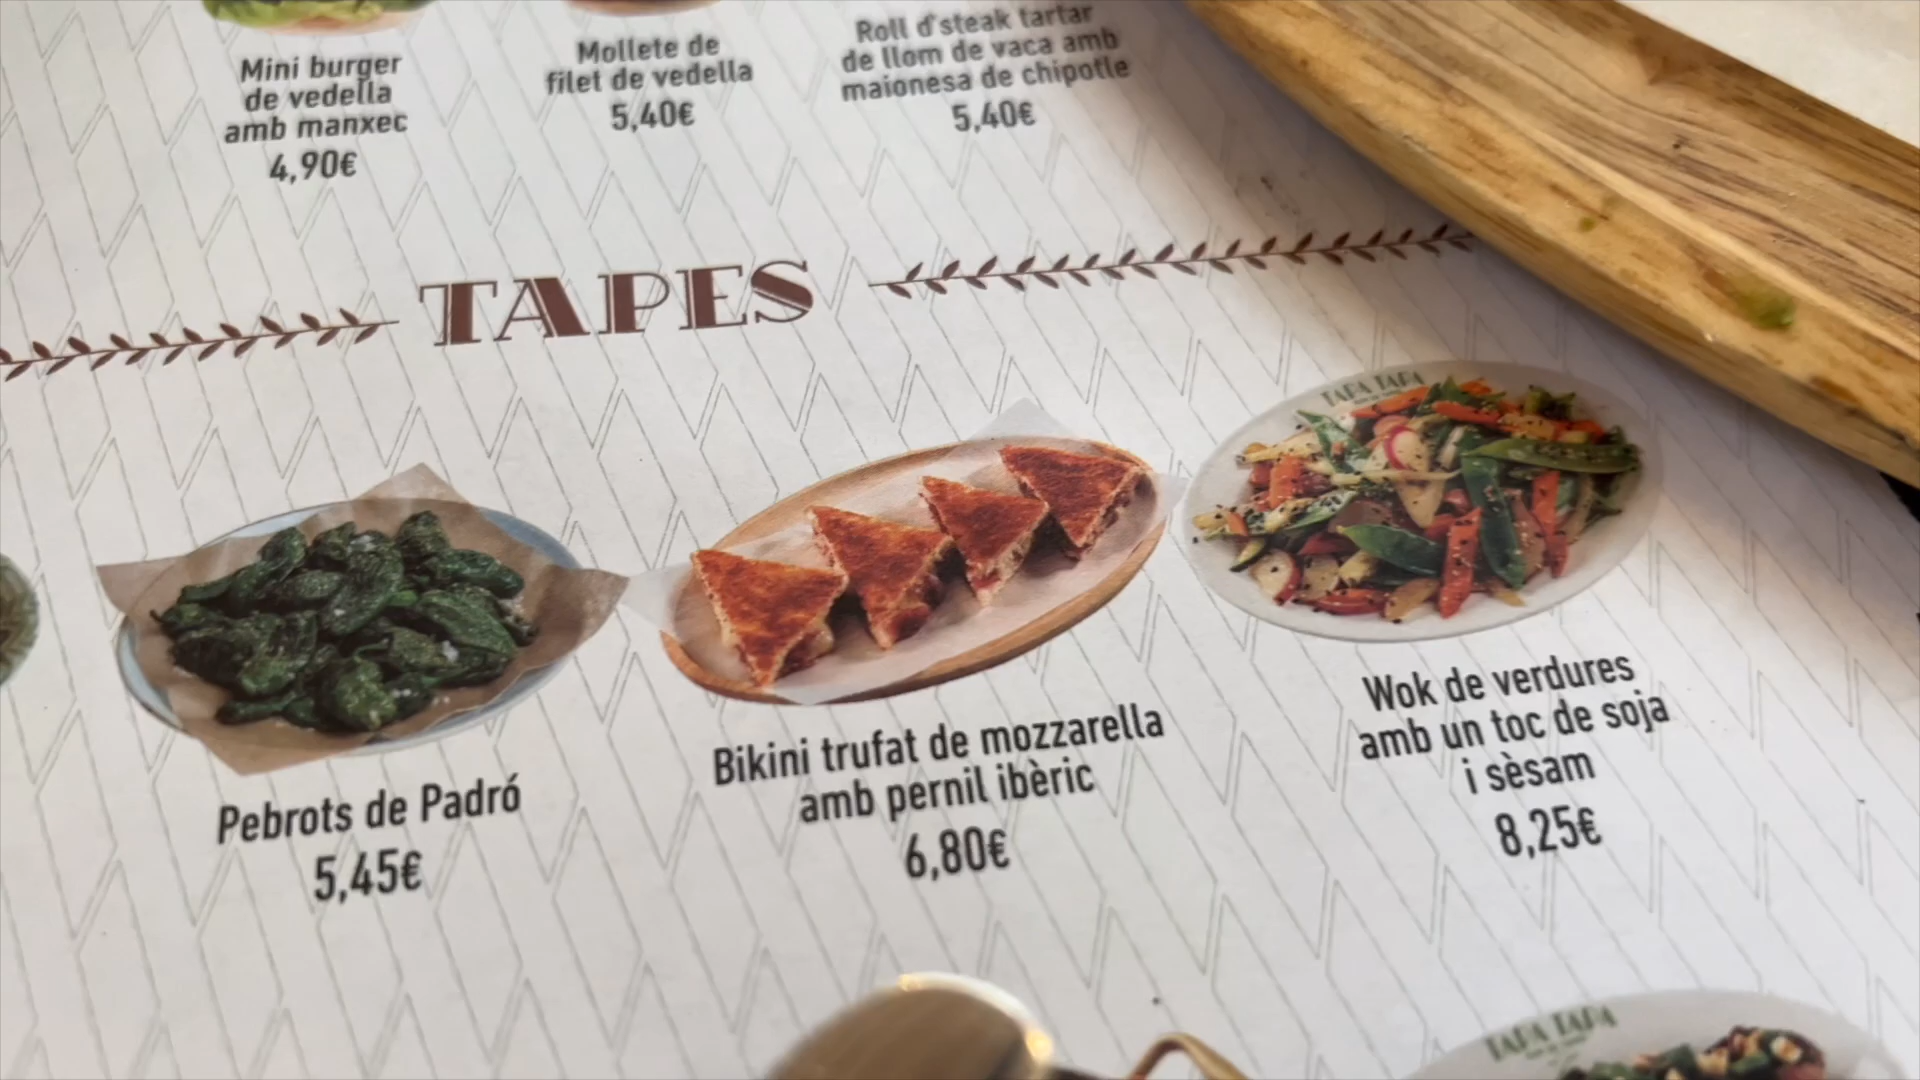 Mini burger
de vedella
amb manxec
4,90€
Mollete de
filet de vedella
5,40€
Roll d'steak tartar
de llom de vaca amb
maionesa de chipotle
5,40€
TAPES
TAPA TAPA
Pebrots de Padró
5,45€
Bikini trufat de mozzarella
amb pernil ibèric
6,80€
Wok de verdures
amb un toc de soja
i sèsam
8,25€
TAPA TAPA